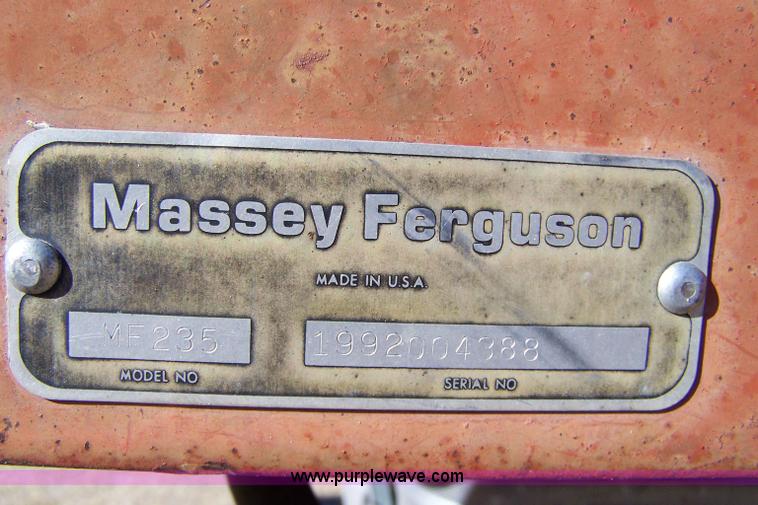 Massey Ferguson
MADE IN U.S.A.
MF235 1992004388
MODEL NO SERIAL NO
www.purplewave.com